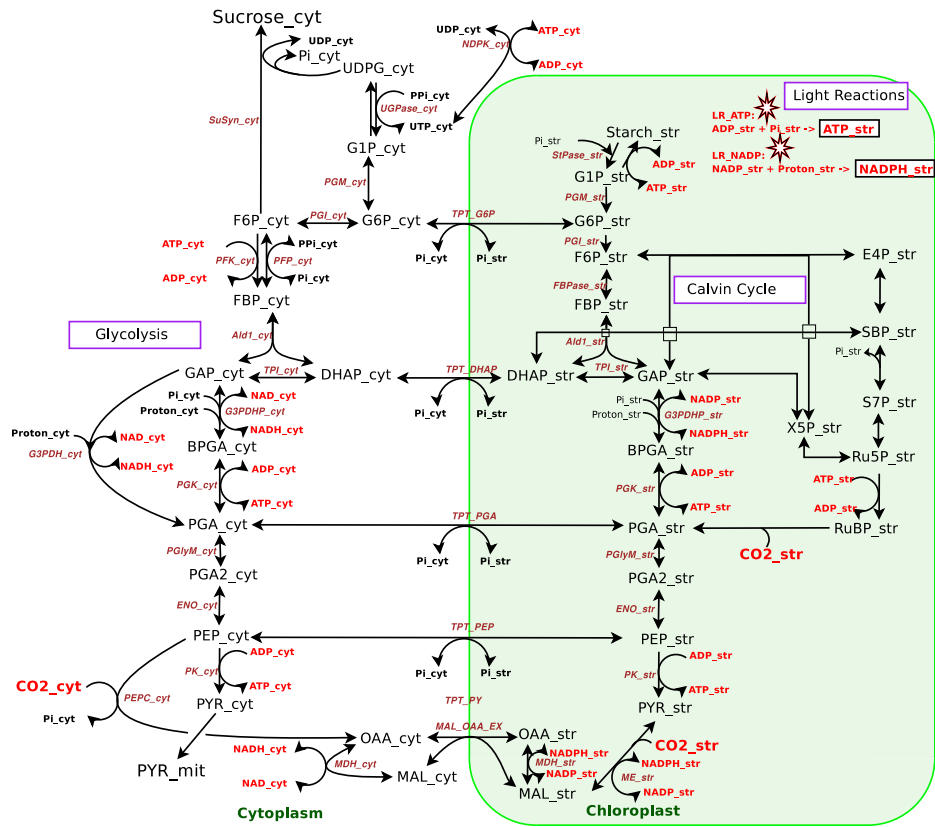 Sucrose_cyt
UDP_cyt
Pi_cyt
UDPG_cyt
UDP_cyt
NDPK_cyt
ATP_cyt
ADP_cyt
PPi_cyt
UGPase_cyt
UTP_cyt
SuSyn_cyt
G1P_cyt
PGM_cyt
Light Reactions
LR_ATP:
ADP_str + Pi_str -> ATP_str
LR_NADP:
NADP_str + Proton_str -> NADPH_str
Starch_str
Pi_str
StPase_str
ADP_str
ATP_str
G1P_str
PGM_str
F6P_cyt
PGI_cyt
G6P_cyt
TPT_G6P
G6P_str
Pi_cyt
Pi_str
PGI_str
F6P_str
E4P_str
ATP_cyt
PFK_cyt
ADP_cyt
PPi_cyt
PFP_cyt
Pi_cyt
FBP_cyt
FBPase_str
FBP_str
Calvin Cycle
Glycolysis
Ald1_cyt
Ald1_str
SBP_str
Pi_str
GAP_cyt
TPI_cyt
DHAP_cyt
TPT_DHAP
DHAP_str
TPI_str
GAP_str
Pi_cyt
Pi_str
S7P_str
Pi_cyt
NAD_cyt
Proton_cyt
G3PDHP_cyt
NADH_cyt
Pi_str
NADP_str
Proton_str
G3PDHP_str
NADPH_str
X5P_str
Proton_cyt
NAD_cyt
G3PDH_cyt
NADH_cyt
BPGA_cyt
BPGA_str
Ru5P_str
ADP_cyt
PGK_cyt
ATP_cyt
ADP_str
PGK_str
ATP_str
ATP_str
ADP_str
PGA_cyt
TPT_PGA
PGA_str
RuBP_str
CO2_str
Pi_cyt
Pi_str
PGlyM_cyt
PGlyM_str
PGA2_cyt
PGA2_str
ENO_cyt
ENO_str
PEP_cyt
TPT_PEP
PEP_str
Pi_cyt
Pi_str
ADP_cyt
PK_cyt
ATP_cyt
ADP_str
PK_str
ATP_str
CO2_cyt
PEPC_cyt
Pi_cyt
PYR_cyt
TPT_PY
PYR_str
PYR_mit
OAA_cyt
MAL_OAA_EX
OAA_str
CO2_str
NADH_cyt
MDH_cyt
NAD_cyt
MAL_cyt
NADPH_str
MDH_str
NADP_str
MAL_str
NADPH_str
ME_str
NADP_str
Cytoplasm
Chloroplast